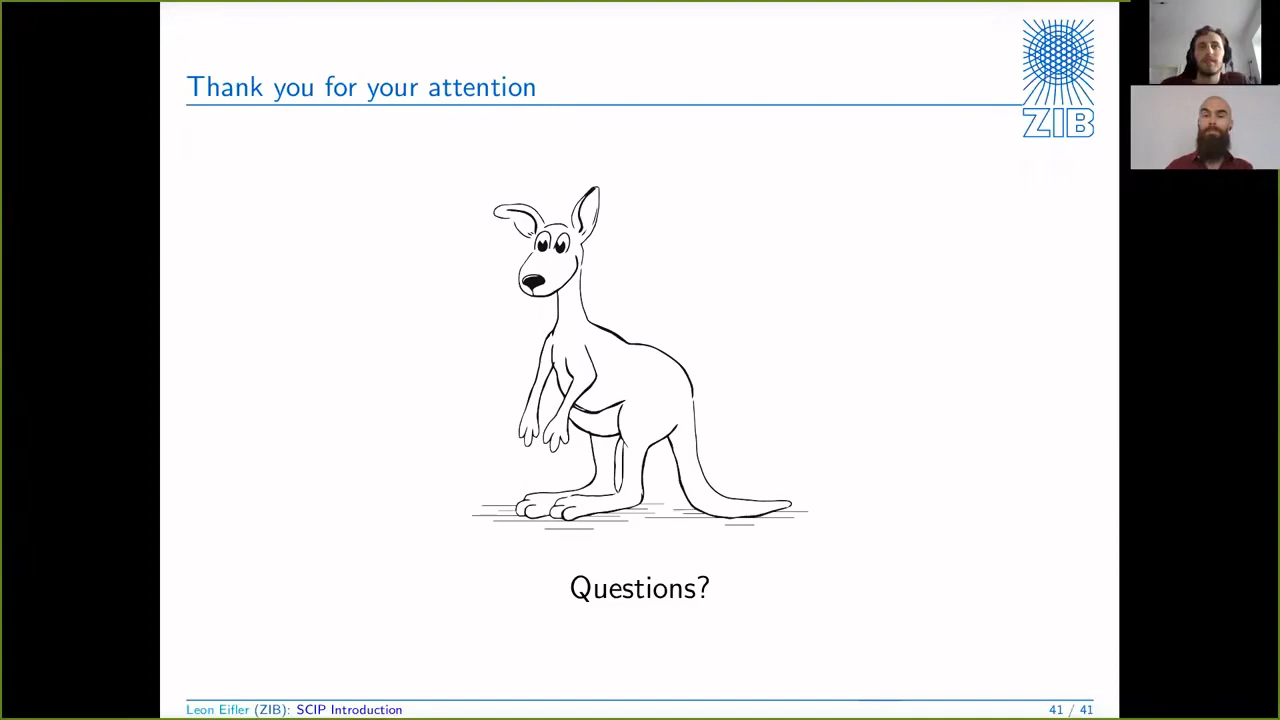 Thank you for your attention
ZIB
Questions?
Leon Eifler (ZIB): SCIP Introduction
41 / 41